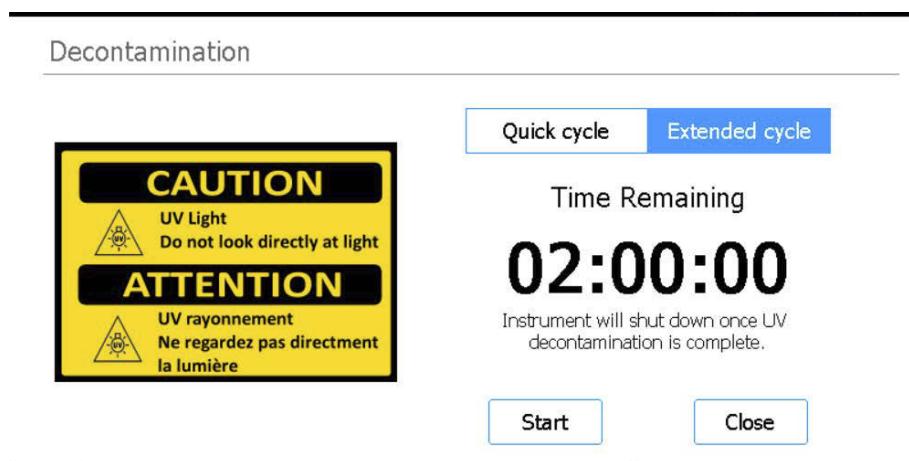 Decontamination
CAUTION
UV Light
Do not look directly at light
ATTENTION
UV rayonnement
Ne regardez pas directment
la lumière
Quick cycle
Extended cycle
Time Remaining
02:00:00
Instrument will shut down once UV
decontamination is complete.
Start
Close
UV
UV